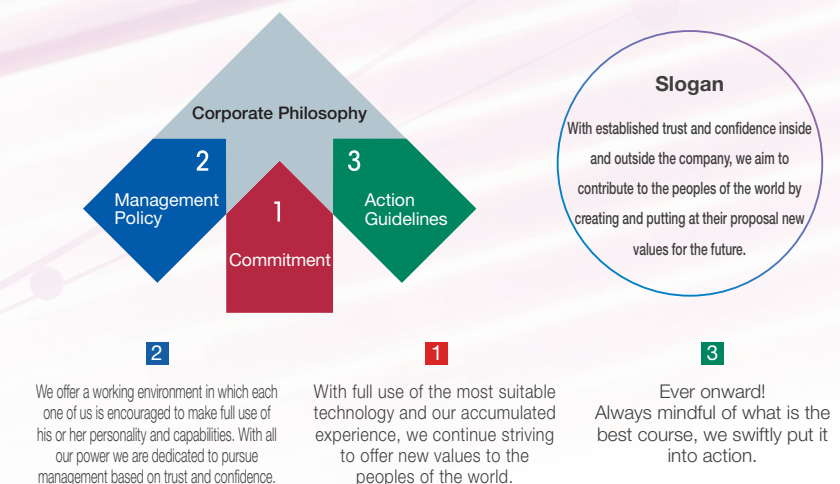 Corporate Philosophy
2
Management
Policy
1
Commitment
3
Action
Guidelines
Slogan
With established trust and confidence inside
and outside the company, we aim to
contribute to the peoples of the world by
creating and putting at their proposal new
values for the future.
2
We offer a working environment in which each
one of us is encouraged to make full use of
his or her personality and capabilities. With all
our power we are dedicated to pursue
management based on trust and confidence.
1
With full use of the most suitable
technology and our accumulated
experience, we continue striving
to offer new values to the
peoples of the world.
3
Ever onward!
Always mindful of what is the
best course, we swiftly put it
into action.